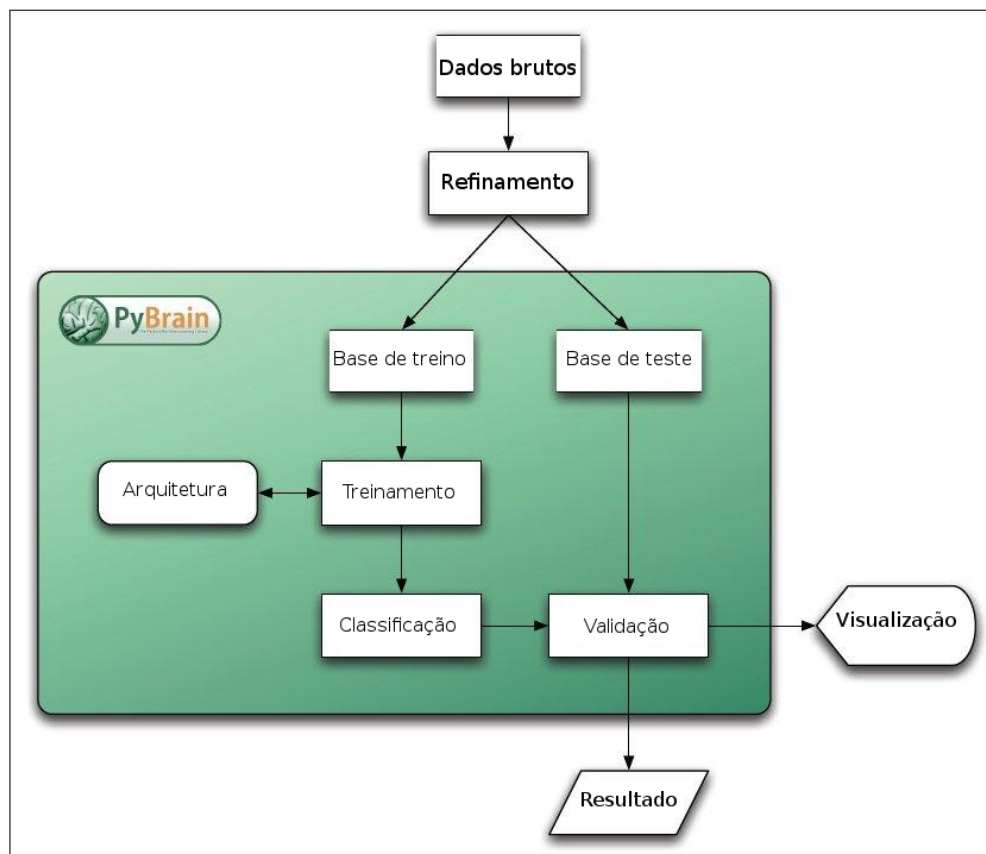 Dados brutos
Refinamento
PyBrain
Base de treino
Base de teste
Arquitetura
Treinamento
Classificação
Validação
Visualização
Resultado